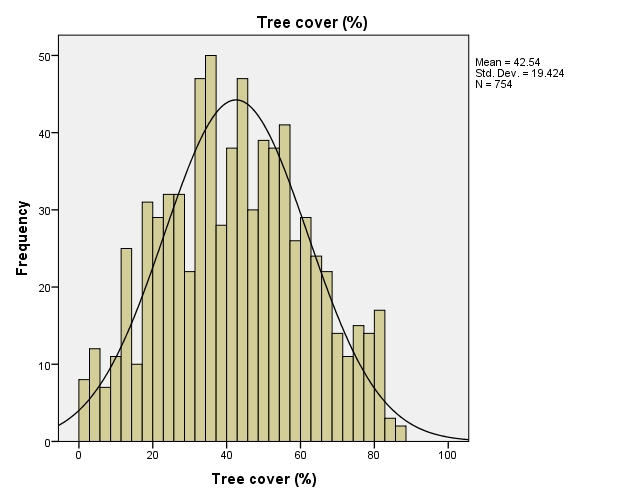 Tree cover (%)
Mean = 42.54
Std. Dev. = 19.424
N = 754
50
40
30
20
10
0
Frequency
0 20 40 60 80 100
Tree cover (%)